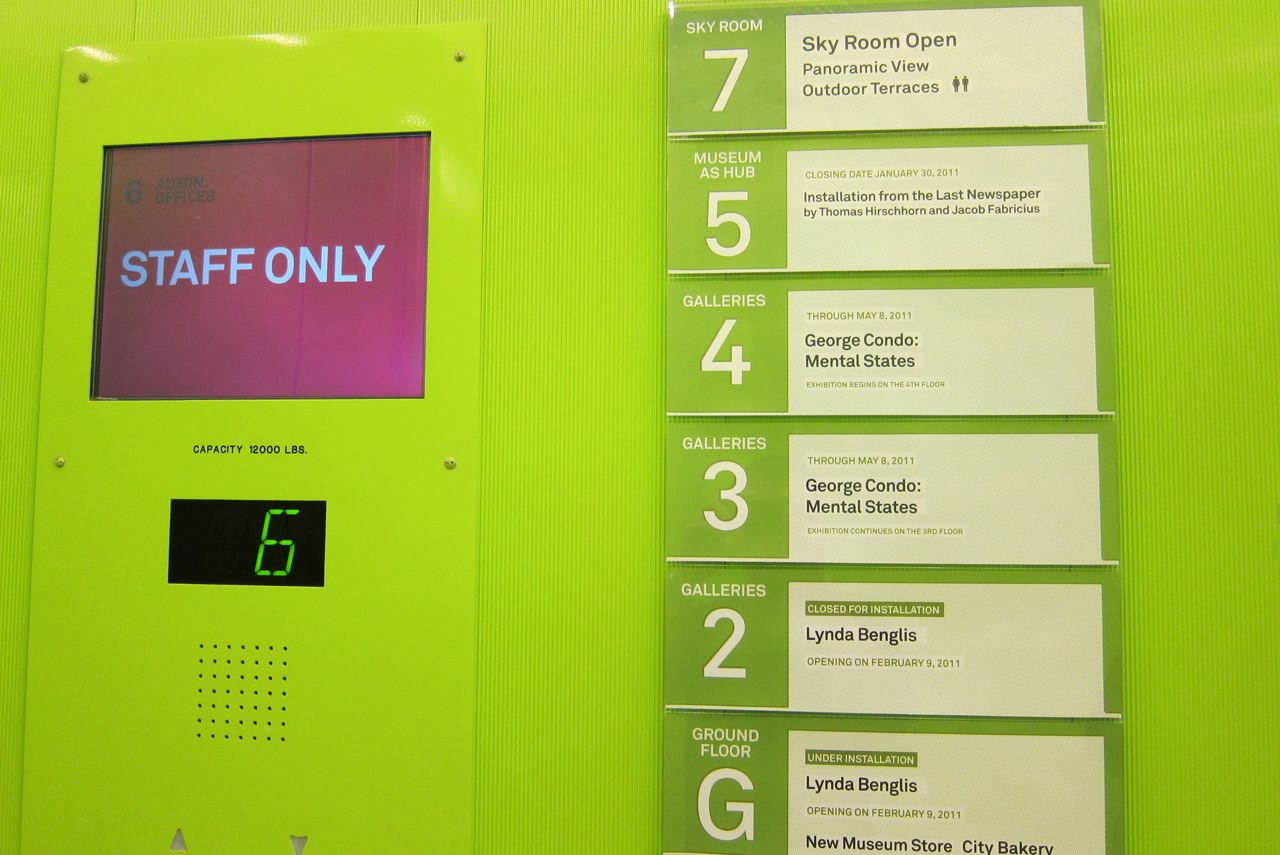 6 ADMIN.
OFFICES
STAFF ONLY
CAPACITY 12000 LBS.
6
SKY ROOM
7
Sky Room Open
Panoramic View
Outdoor Terraces
MUSEUM
AS HUB
5
CLOSING DATE JANUARY 30, 2011
Installation from the Last Newspaper
by Thomas Hirschhorn and Jacob Fabricius
GALLERIES
4
THROUGH MAY 8, 2011
George Condo:
Mental States
EXHIBITION BEGINS ON THE 4TH FLOOR
GALLERIES
3
THROUGH MAY 8, 2011
George Condo:
Mental States
EXHIBITION CONTINUES ON THE 3RD FLOOR
GALLERIES
2
CLOSED FOR INSTALLATION
Lynda Benglis
OPENING ON FEBRUARY 9, 2011
GROUND
FLOOR
G
UNDER INSTALLATION
Lynda Benglis
OPENING ON FEBRUARY 9, 2011
New Museum Store City Bakery